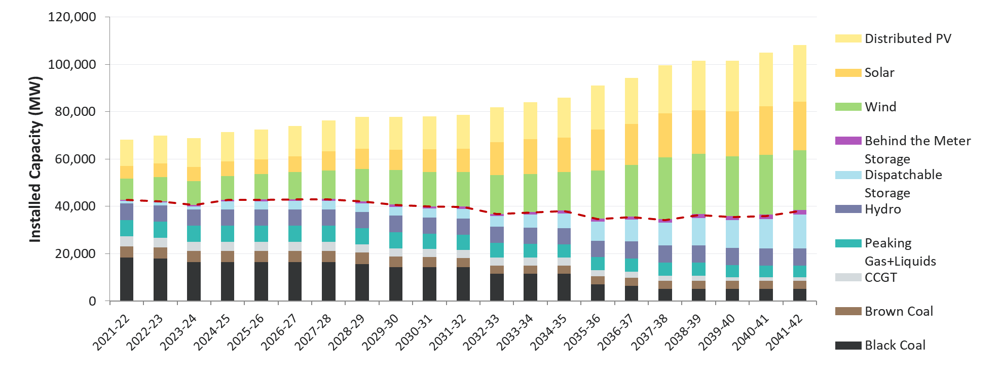 120,000
100,000
80,000
60,000
40,000
20,000
0
Installed Capacity (MW)
2021-22
2022-23
2023-24
2024-25
2025-26
2026-27
2027-28
2028-29
2029-30
2030-31
2031-32
2032-33
2033-34
2034-35
2035-36
2036-37
2037-38
2038-39
2039-40
2040-41
2041-42
Distributed PV
Solar
Wind
Behind the Meter
Storage
Dispatchable
Storage
Hydro
Peaking
Gas+Liquids
CCGT
Brown Coal
Black Coal